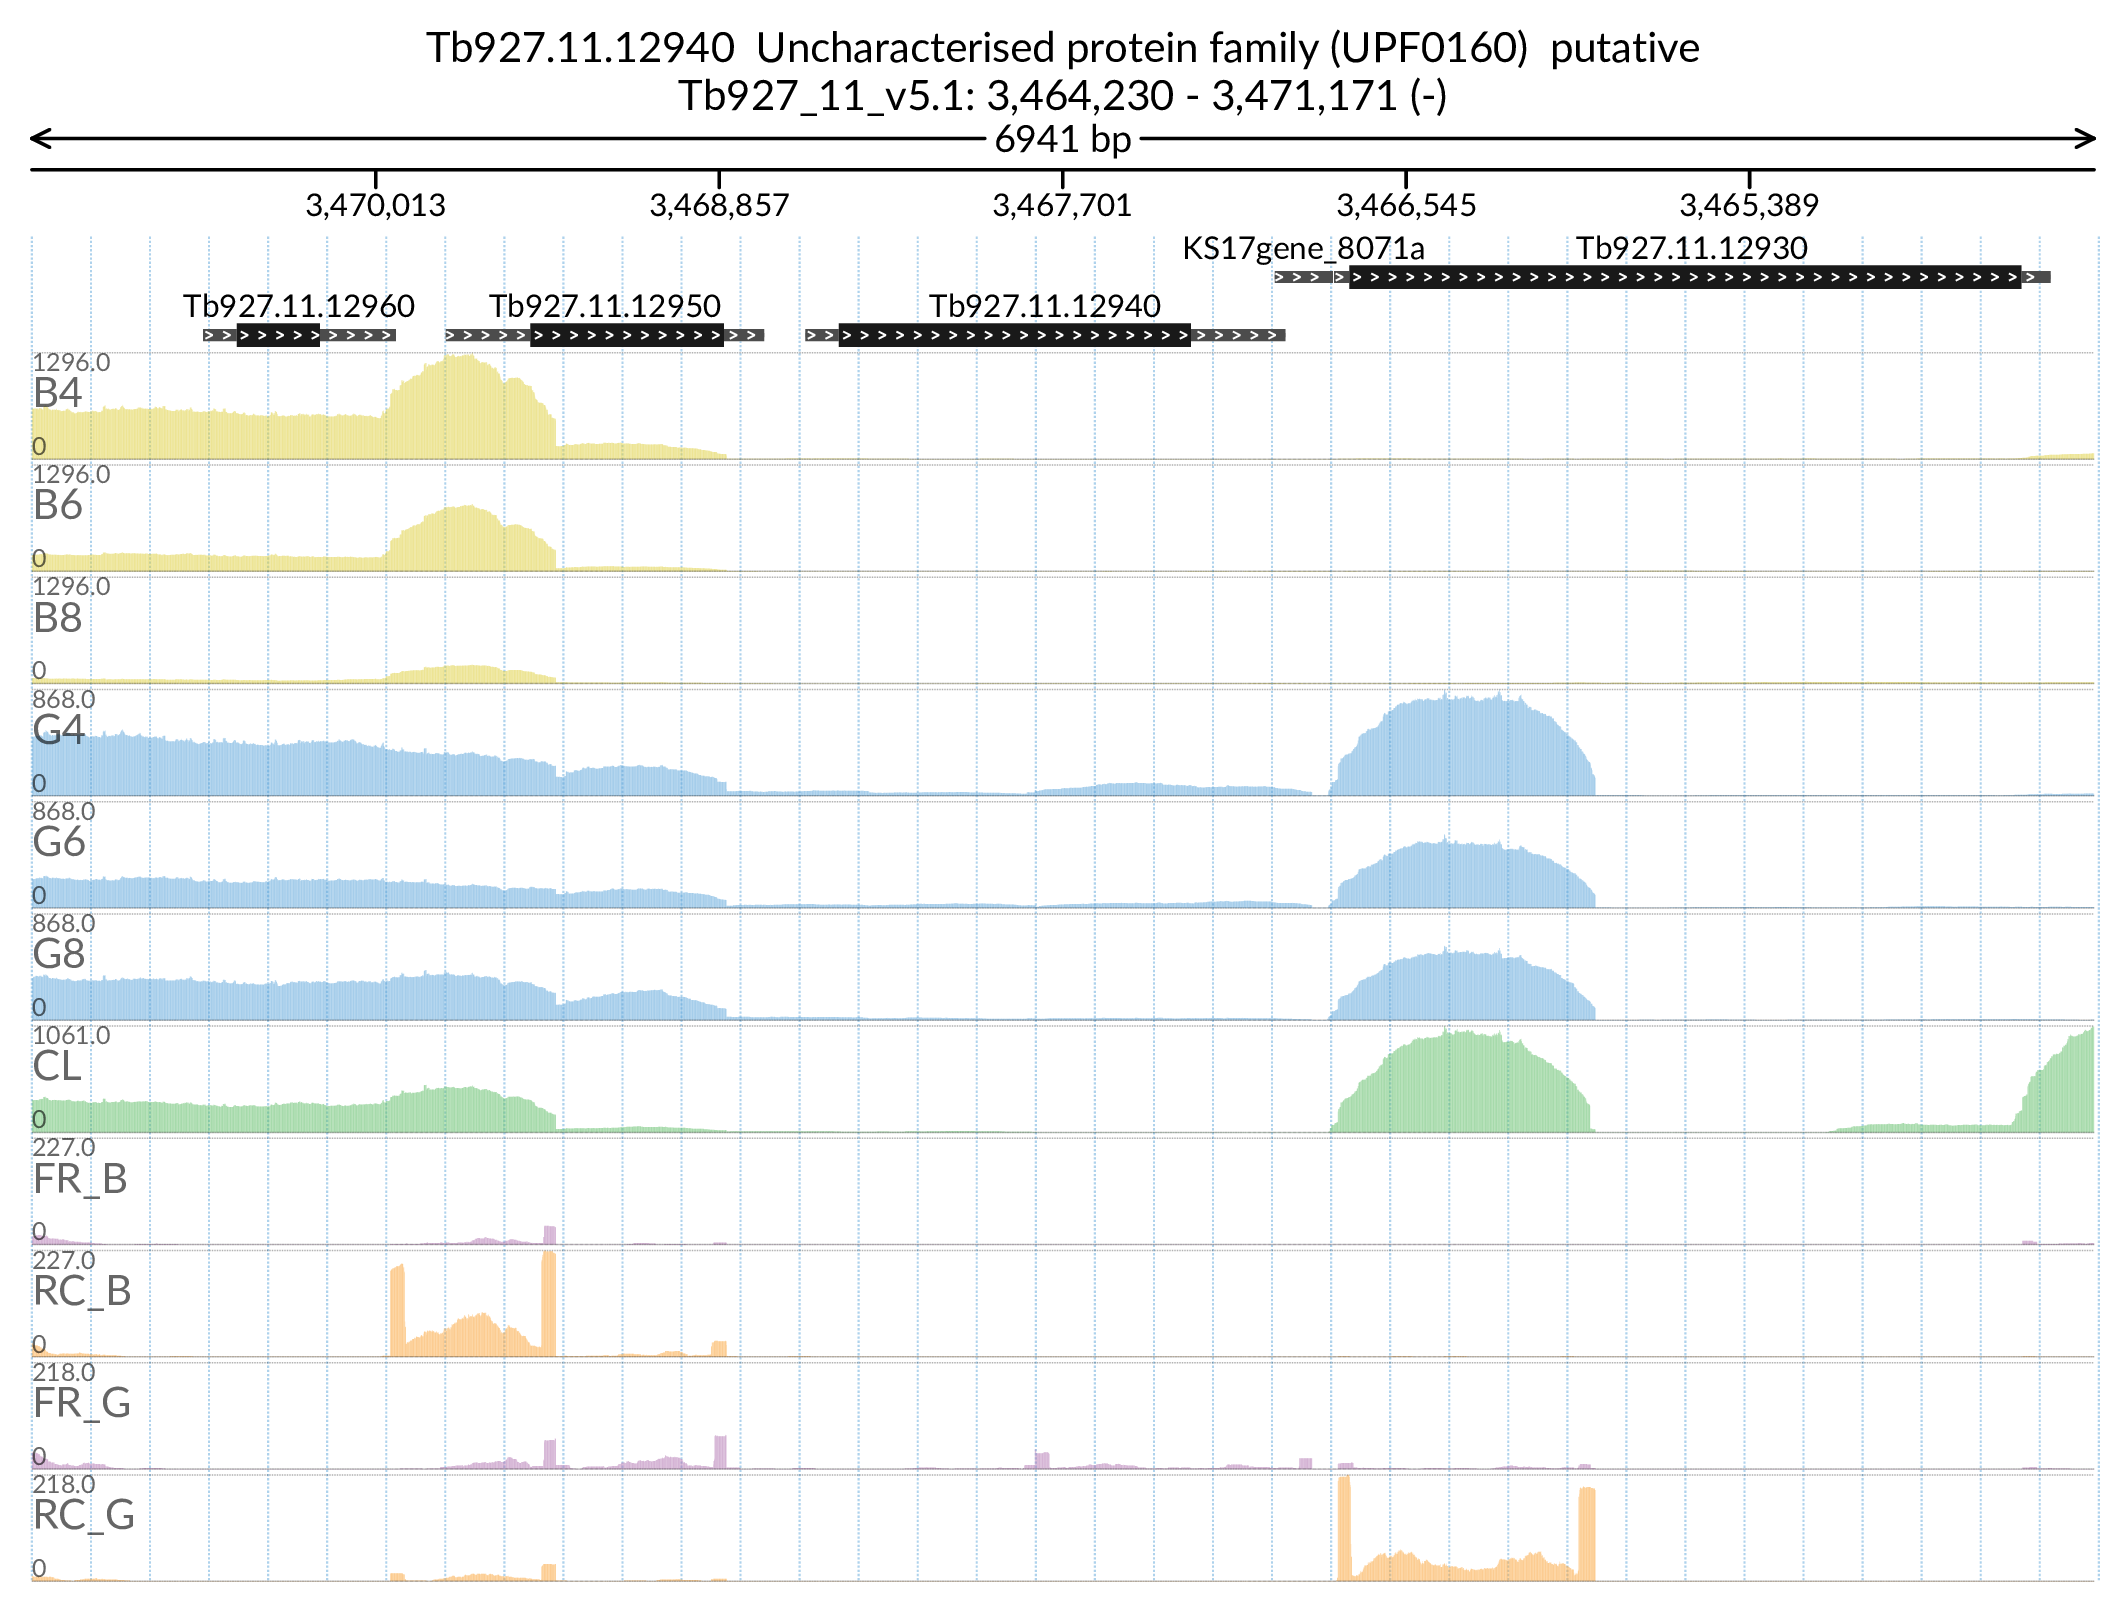 Tb927.11.12940  Uncharacterised protein family (UPF0160)  putative
Tb927_11_v5.1: 3,464,230 - 3,471,171 (-)
6941 bp
3,470,013 3,468,857 3,467,701 3,466,545 3,465,389
KS17gene_8071a Tb927.11.12930
Tb927.11.12960 Tb927.11.12950 Tb927.11.12940
1296.0
B4
0
1296.0
B6
0
1296.0
B8
0
868.0
G4
0
868.0
G6
0
868.0
G8
0
1061.0
CL
0
227.0
FR_B
0
227.0
RC_B
0
218.0
FR_G
0
218.0
RC_G
0